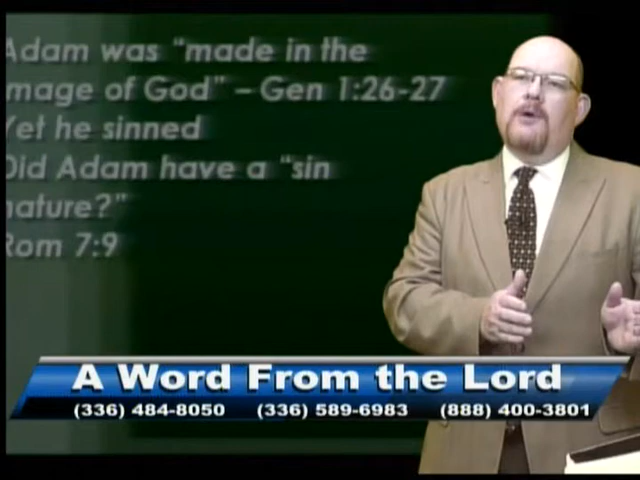 Adam was “made in the
mage of God” – Gen 1:26-27
Yet he sinned
Did Adam have a “sin
nature?”
Rom 7:9
A Word From the Lord
(336) 484-8050 (336) 589-6983 (888) 400-3801